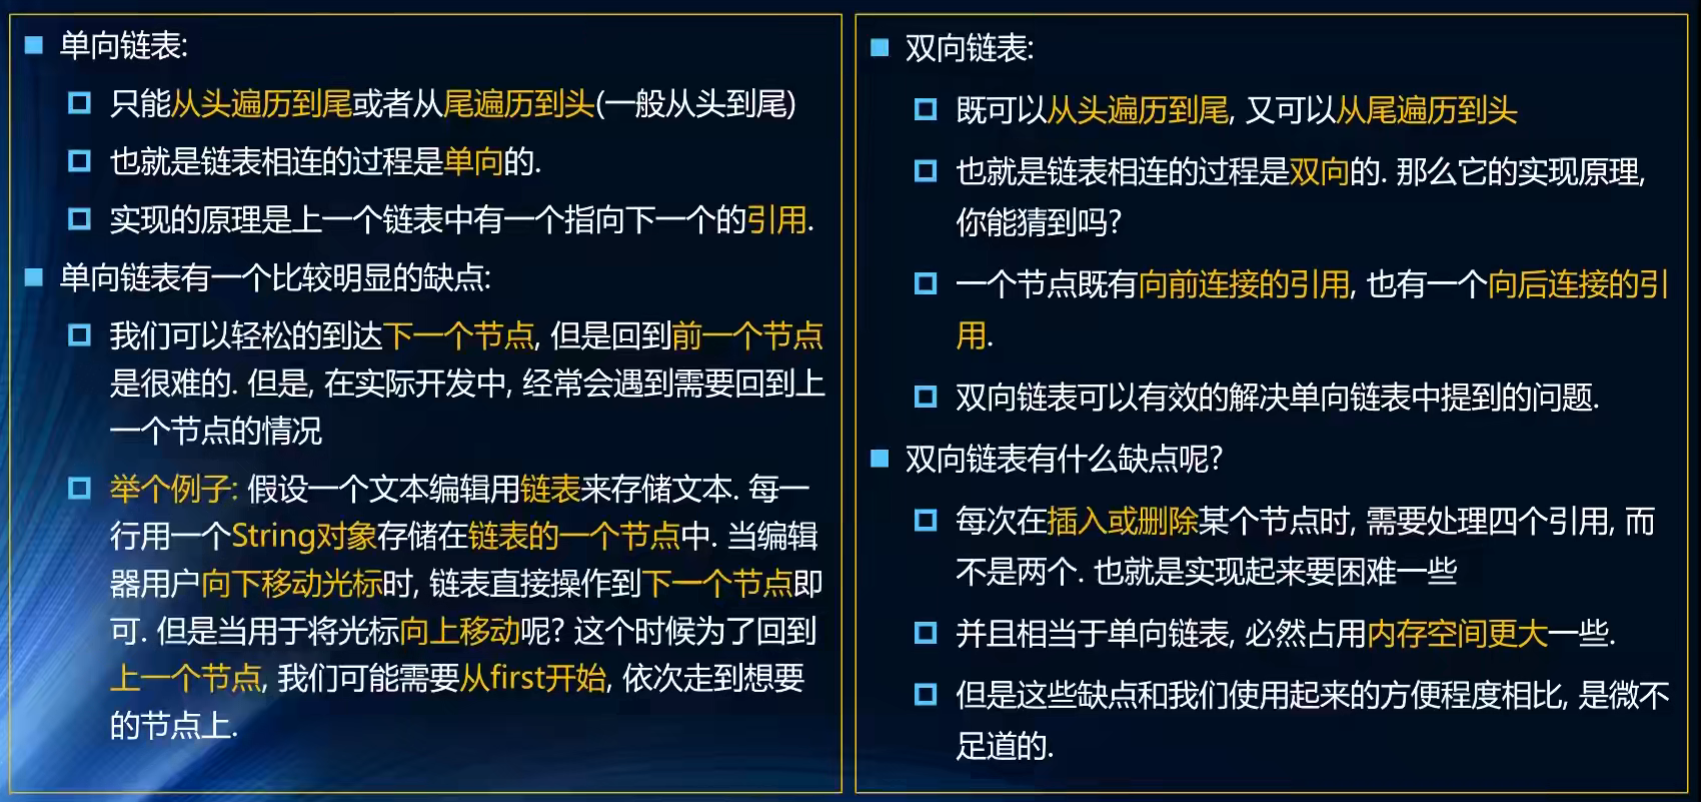 单向链表:
只能从头遍历到尾或者从尾遍历到头(一般从头到尾)
也就是链表相连的过程是单向的.
实现的原理是上一个链表中有一个指向下一个的引用.
单向链表有一个比较明显的缺点:
我们可以轻松的到达下一个节点, 但是回到前一个节点
是很难的. 但是, 在实际开发中, 经常会遇到需要回到上
一个节点的情况
举个例子: 假设一个文本编辑用链表来存储文本. 每一
行用一个String对象存储在链表的一个节点中. 当编辑
器用户向下移动光标时, 链表直接操作到下一个节点即
可. 但是当用于将光标向上移动呢? 这个时候为了回到
上一个节点, 我们可能需要从first开始, 依次走到想要
的节点上.
双向链表:
既可以从头遍历到尾, 又可以从尾遍历到头
也就是链表相连的过程是双向的. 那么它的实现原理,
你能猜到吗?
一个节点既有向前连接的引用, 也有一个向后连接的引
用.
双向链表可以有效的解决单向链表中提到的问题.
双向链表有什么缺点呢?
每次在插入或删除某个节点时, 需要处理四个引用, 而
不是两个. 也就是实现起来要困难一些
并且相当于单向链表, 必然占用内存空间更大一些.
但是这些缺点和我们使用起来的方便程度相比, 是微不
足道的.